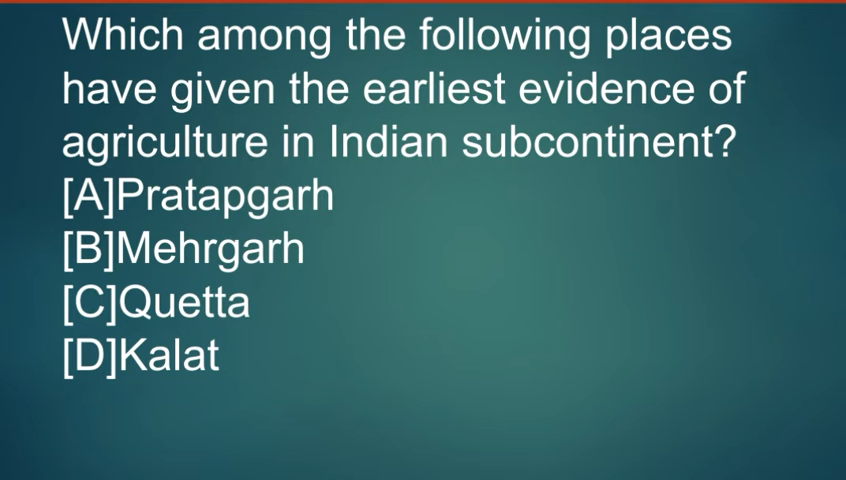 Which among the following places
have given the earliest evidence of
agriculture in Indian subcontinent?
[A]Pratapgarh
[B]Mehrgarh
[C]Quetta
[D]Kalat